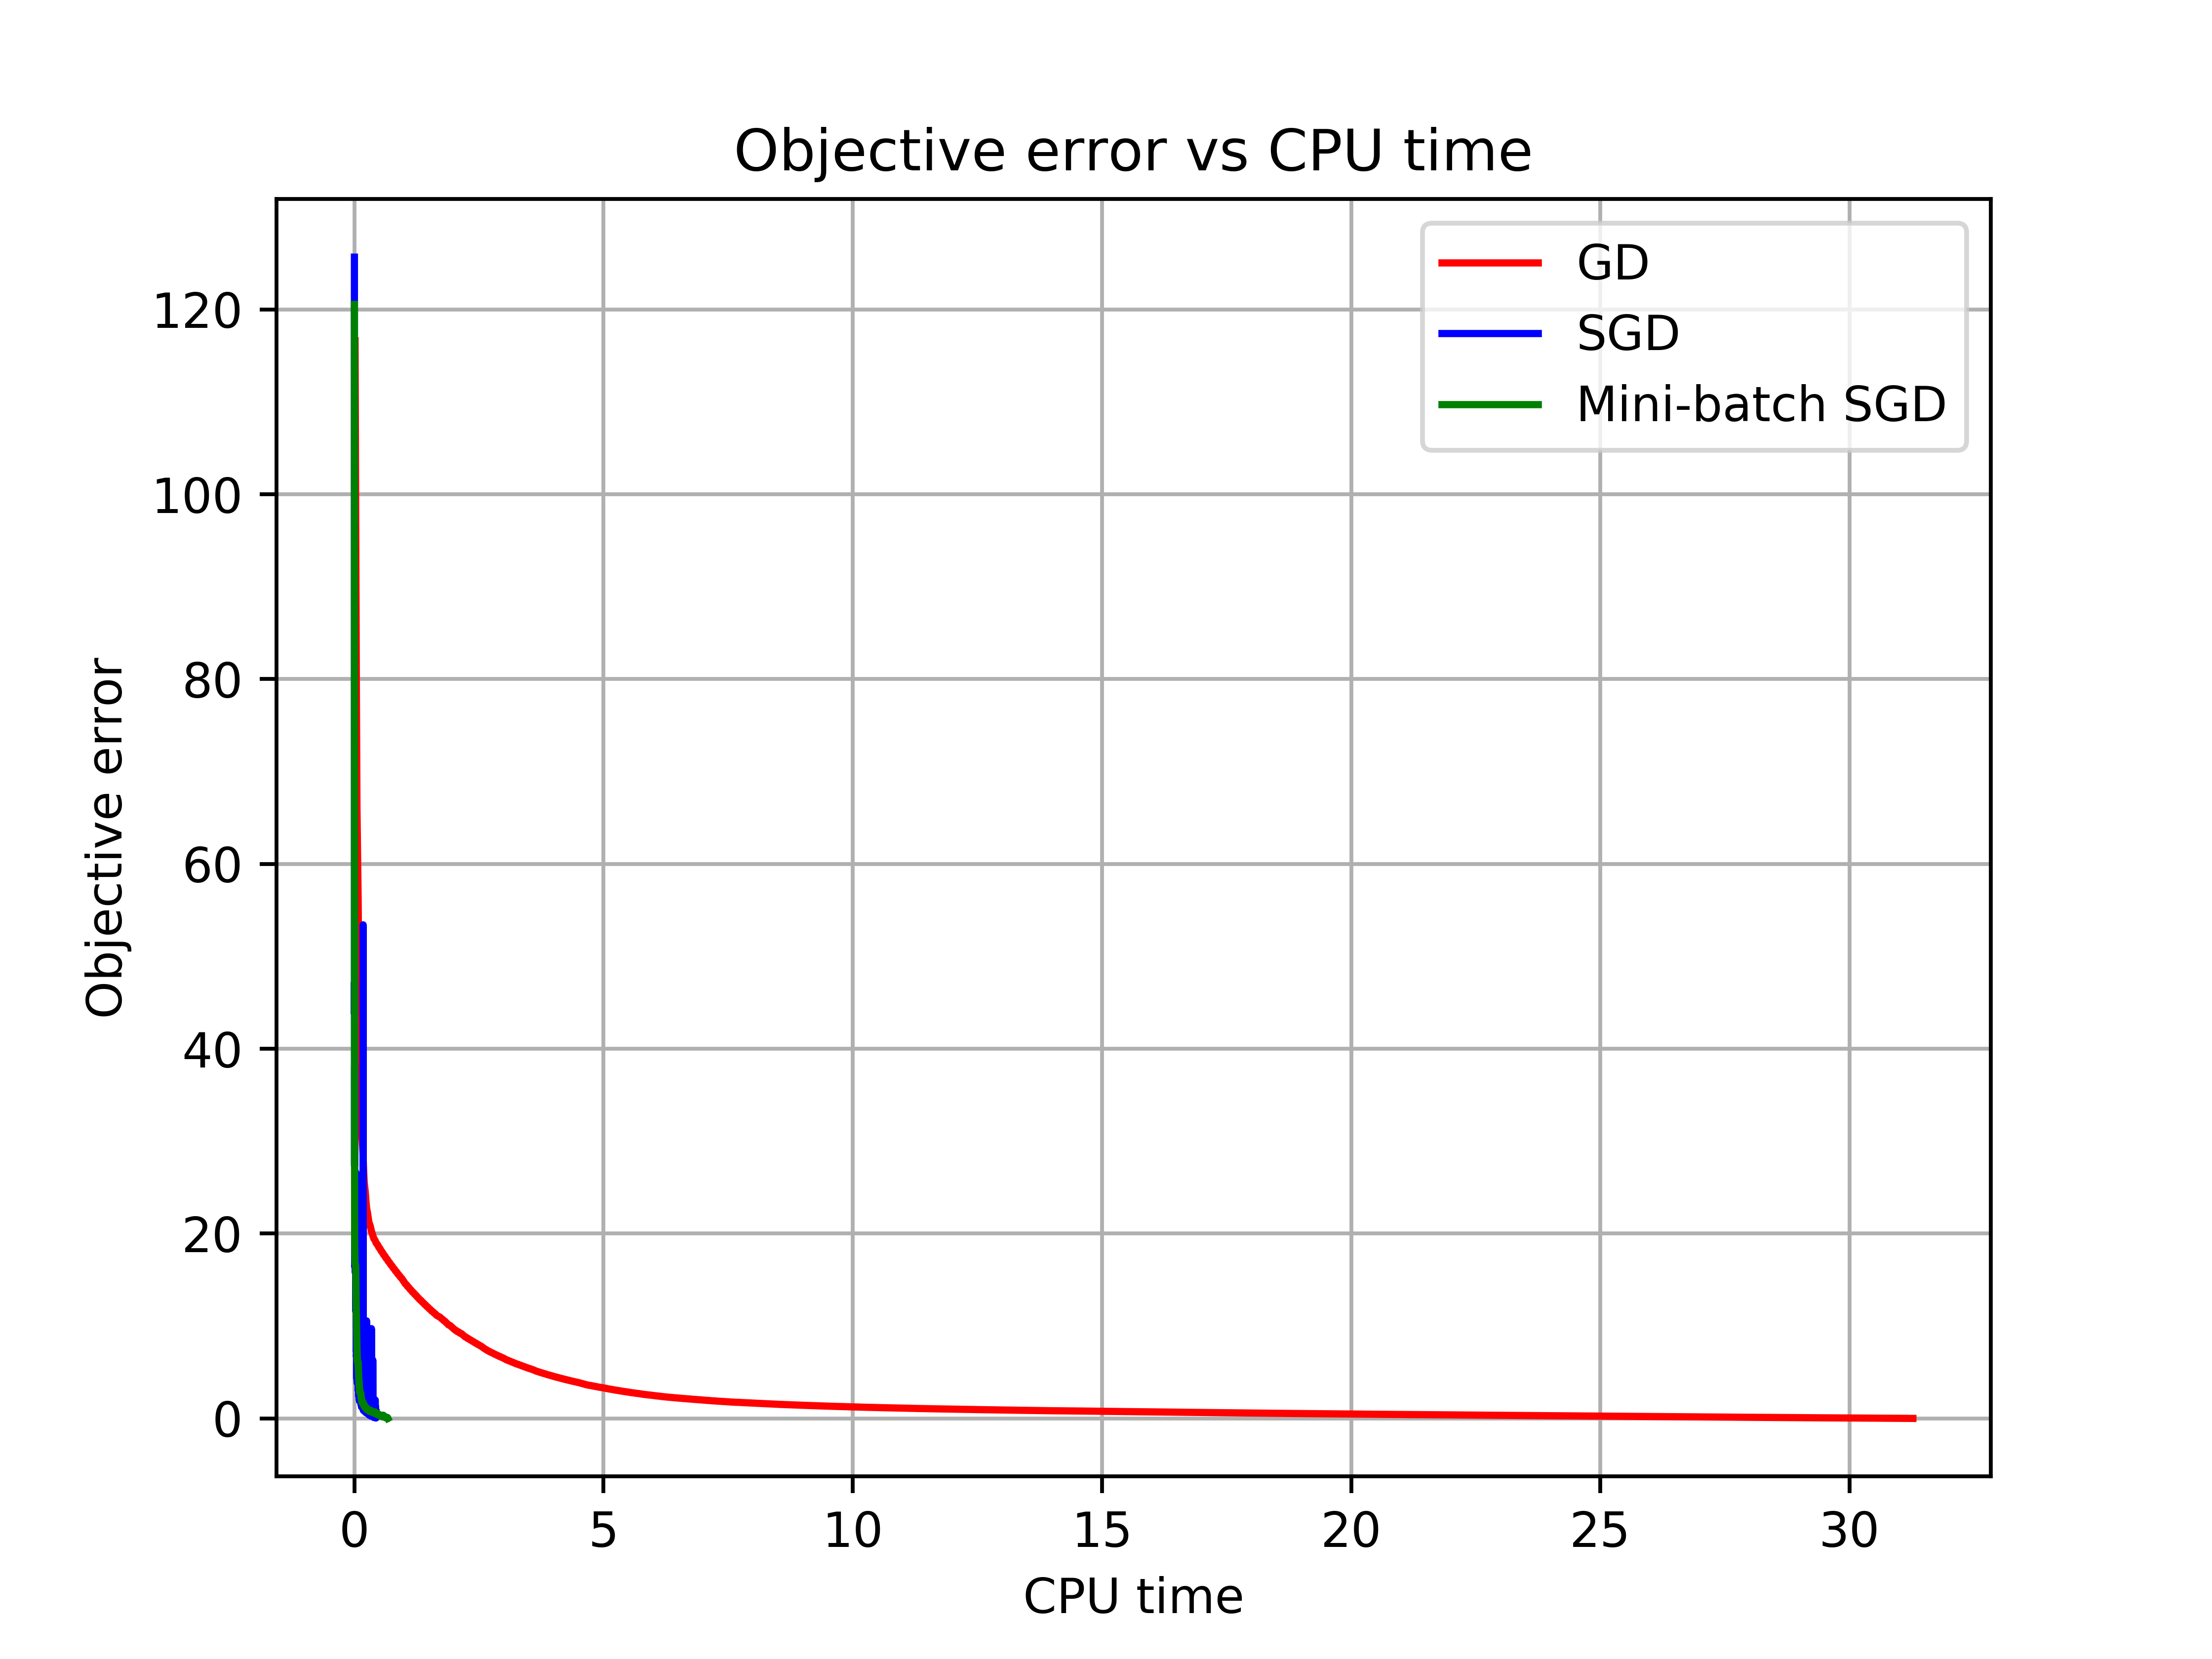 Objective error vs CPU time
GD
SGD
Mini-batch SGD
120
100
80
60
40
20
0
Objective error
0 5 10 15 20 25 30
CPU time